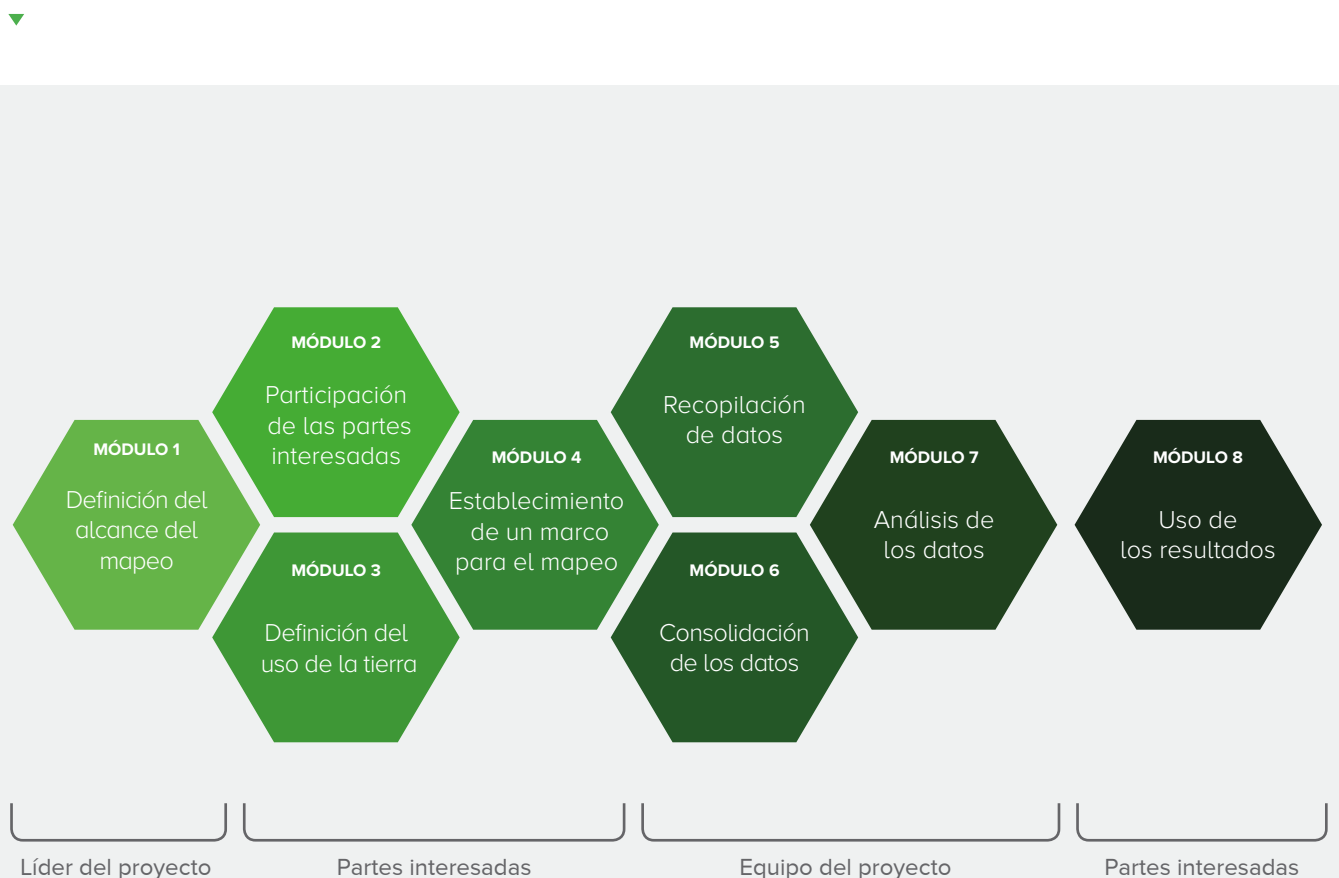 MÓDULO 1
Definición del
alcance del
mapeo
MÓDULO 2
Participación
de las partes
interesadas
MÓDULO 3
Definición del
uso de la tierra
MÓDULO 4
Establecimiento
de un marco
para el mapeo
MÓDULO 5
Recopilación
de datos
MÓDULO 6
Consolidación
de los datos
MÓDULO 7
Análisis de
los datos
MÓDULO 8
Uso de
los resultados
Líder del proyecto
Partes interesadas
Equipo del proyecto
Partes interesadas